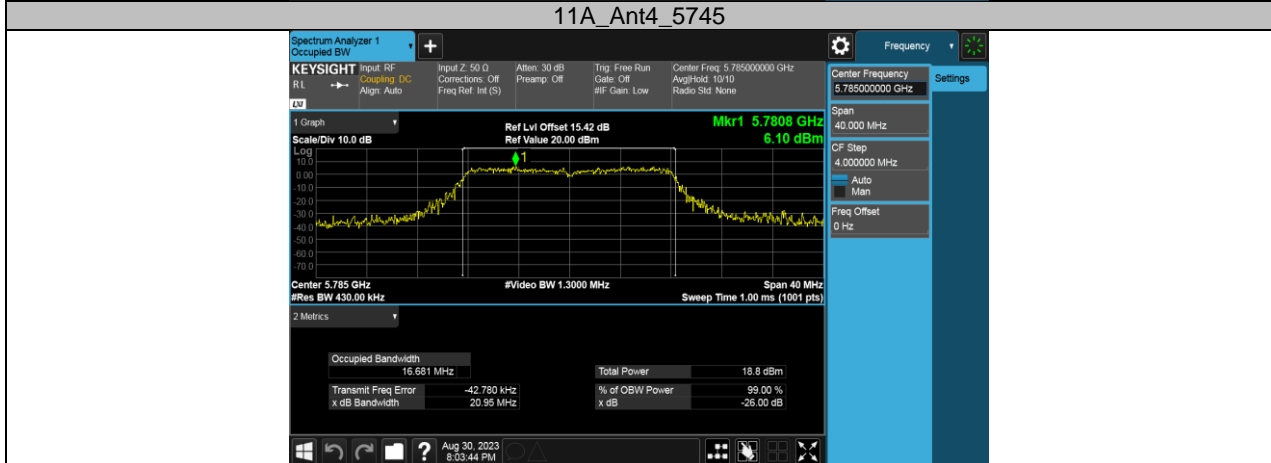 11A_Ant4_5745
Spectrum Analyzer 1
Occupied BW
+
Frequency
KEYSIGHT
RL
LXI
Input: RF
Coupling: DC
Align: Auto
Input Z: 50 Ω
Corrections: Off
Freq Ref: Int (S)
Atten: 30 dB
Preamp: Off
Trig: Free Run
Gate: Off
#IF Gain: Low
Center Freq: 5.785000000 GHz
Avg|Hold: 10/10
Radio Std: None
Center Frequency
5.785000000 GHz
Settings
Span
40.000 MHz
CF Step
4.000000 MHz
Auto
Man
Freq Offset
0 Hz
1 Graph
Scale/Div 10.0 dB
Ref Lvl Offset 15.42 dB
Ref Value 20.00 dBm
Mkr1 5.7808 GHz
6.10 dBm
Log
10.0
0.00
-10.0
-20.0
-30.0
-40.0
-50.0
-60.0
-70.0
1
Center 5.785 GHz
#Res BW 430.00 kHz
#Video BW 1.3000 MHz
Span 40 MHz
Sweep Time 1.00 ms (1001 pts)
2 Metrics
Occupied Bandwidth
16.681 MHz
Total Power 18.8 dBm
Transmit Freq Error -42.780 kHz
% of OBW Power 99.00 %
x dB Bandwidth 20.95 MHz
x dB -26.00 dB
?
Aug 30, 2023
8:03:44 PM